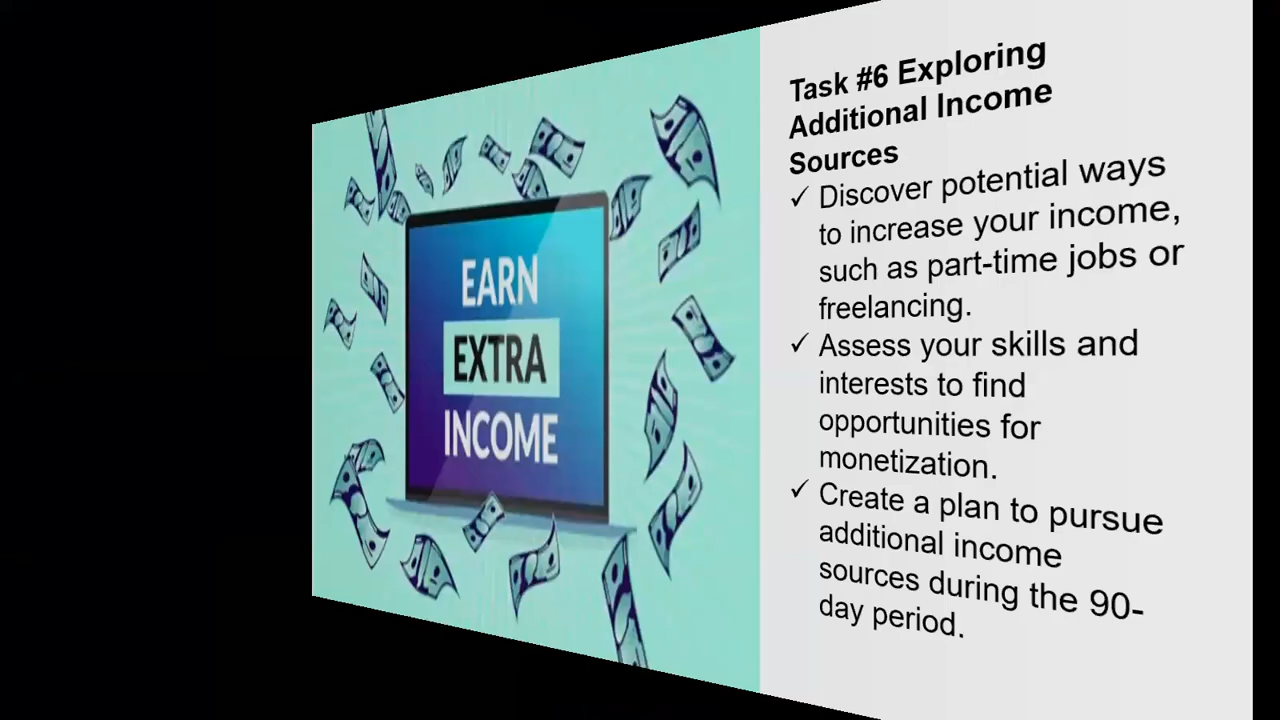 EARN
EXTRA
INCOME
Task #6 Exploring
Additional Income
Sources
✓ Discover potential ways
to increase your income,
such as part-time jobs or
freelancing.
✓ Assess your skills and
interests to find
opportunities for
monetization.
✓ Create a plan to pursue
additional income
sources during the 90-
day period.